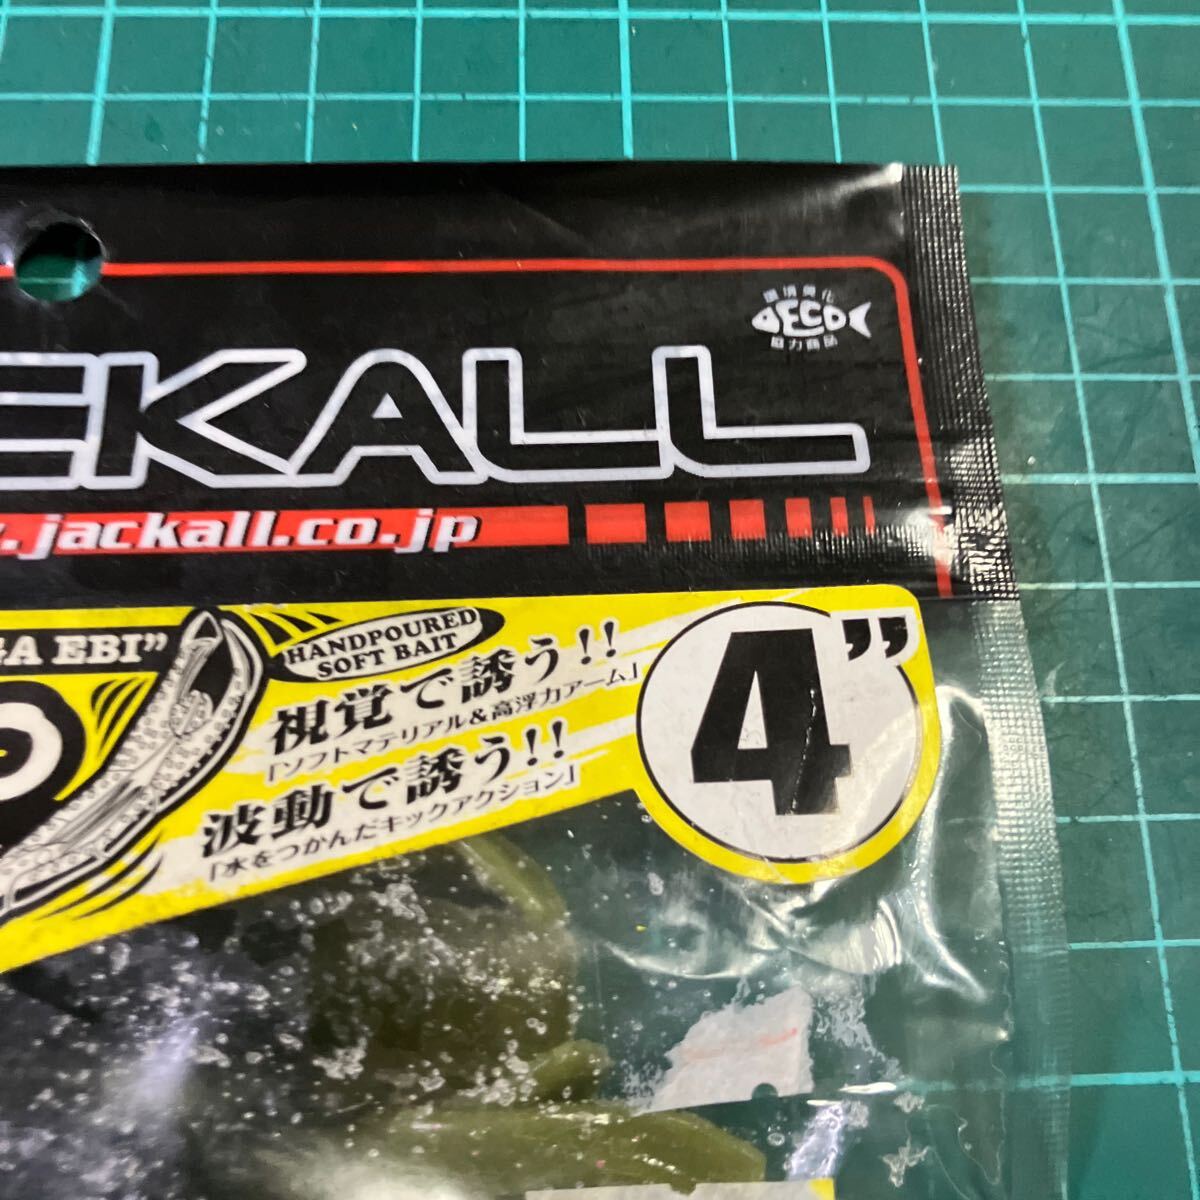 環境美化
ECO
協力商品
CKALL
w.jackall.co.jp
GA EBI”
HANDPOURED
SOFT BAIT
視覚で誘う!!
「ソフトマテリアル&高浮力アーム」
波動で誘う!!
「水をつかんだキックアクション」
4”